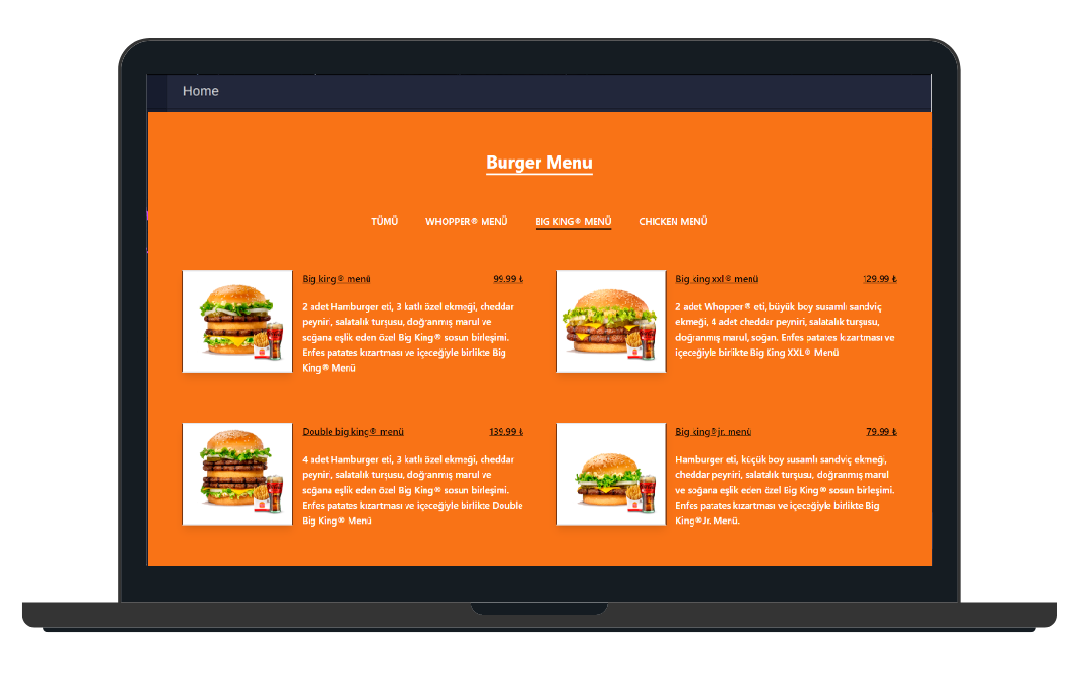 Home
Burger Menu
TÜMÜ WHOPPER® MENÜ BIG KING® MENÜ CHICKEN MENÜ
Big king® menü 99.99 ₺
2 adet Hamburger eti, 3 katlı özel ekmeği, cheddar
peyniri, salatalık turşusu, doğranmış marul ve
soğana eşlik eden özel Big King® sosun birleşimi.
Enfes patates kızartması ve içeceğiyle birlikte Big
King® Menü
Big king xxl® menü 129.99 ₺
2 adet Whopper® eti, büyük boy susamlı sandviç
ekmeği, 4 adet cheddar peyniri, salatalık turşusu,
doğranmış marul, soğan. Enfes patates kızartması ve
içeceğiyle birlikte Big King XXL® Menü
Double big king® menü 139.99 ₺
4 adet Hamburger eti, 3 katlı özel ekmeği, cheddar
peyniri, salatalık turşusu, doğranmış marul ve
soğana eşlik eden özel Big King® sosun birleşimi.
Enfes patates kızartması ve içeceğiyle birlikte Double
Big King® Menü
Big king® jr. menü 79.99 ₺
Hamburger eti, küçük boy susamlı sandviç ekmeği,
cheddar peyniri, salatalık turşusu, doğranmış marul
ve soğana eşlik eden özel Big King® sosun birleşimi.
Enfes patates kızartması ve içeceğiyle birlikte Big
King® Jr. Menü.